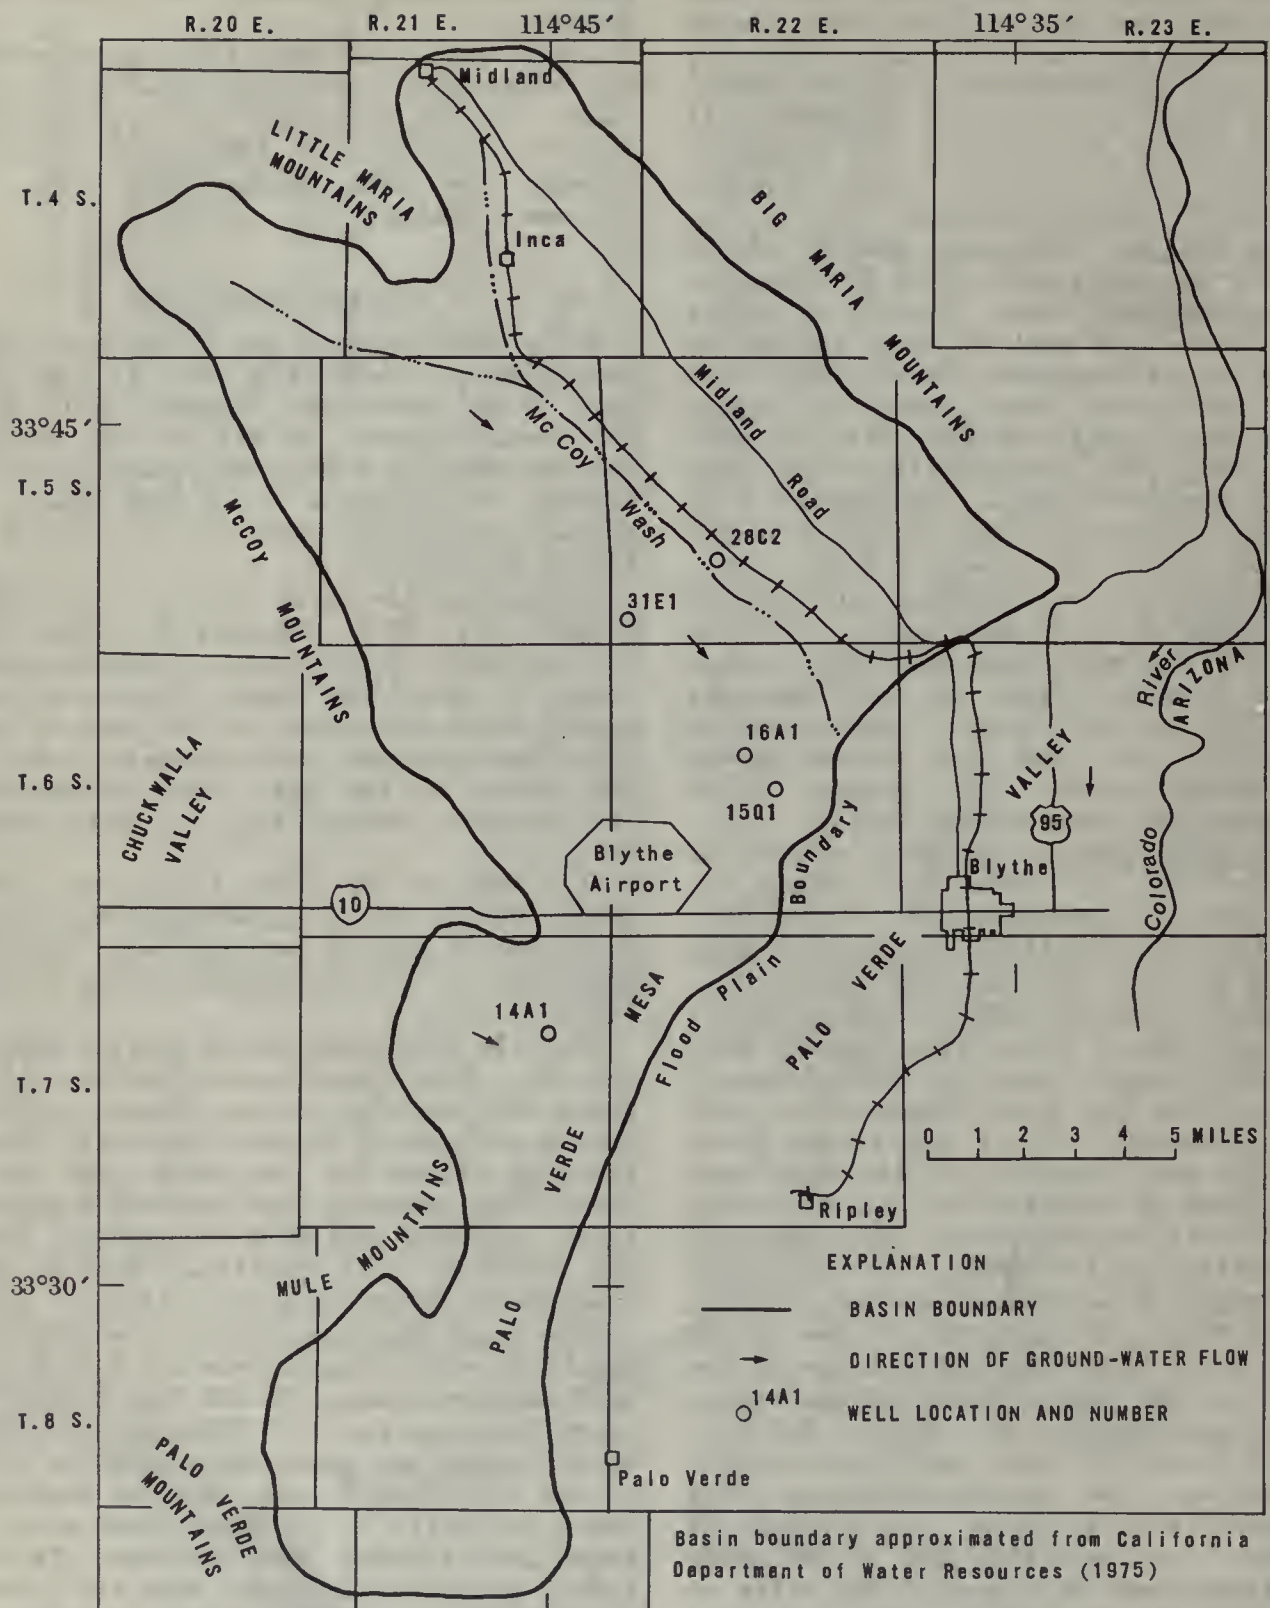 R.20 E.
R.21 E.
114°45′
R.22 E.
114°35′
R.23 E.
Midland
LITTLE MARIA
MOUNTAINS
T.4 S.
BIG MARIA MOUNTAINS
Inca
33°45′
Midland Road
Mc Coy Wash
T.5 S.
McCOY MOUNTAINS
28C2
31E1
River
ARIZONA
16A1
VALLEY
CHUCKWALLA
VALLEY
T.6 S.
15Q1
95
Blythe
Airport
Boundary
Blythe
Colorado
10
VERDE
MESA
Plain
14A1
Flood
PALO
T.7 S.
0 1 2 3 4 5 MILES
VERDE
MOUNTAINS
Ripley
EXPLANATION
MULE
33°30′
BASIN BOUNDARY
PALO
DIRECTION OF GROUND-WATER FLOW
14A1
WELL LOCATION AND NUMBER
T.8 S.
PALO VERDE
MOUNTAINS
Palo Verde
Basin boundary approximated from California
Department of Water Resources (1975)